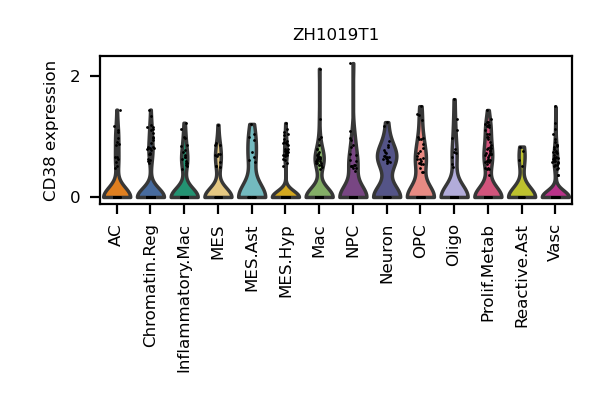 ZH1019T1
CD38 expression
2
0
AC
Chromatin.Reg
Inflammatory.Mac
MES
MES.Ast
MES.Hyp
Mac
NPC
Neuron
OPC
Oligo
Prolif.Metab
Reactive.Ast
Vasc